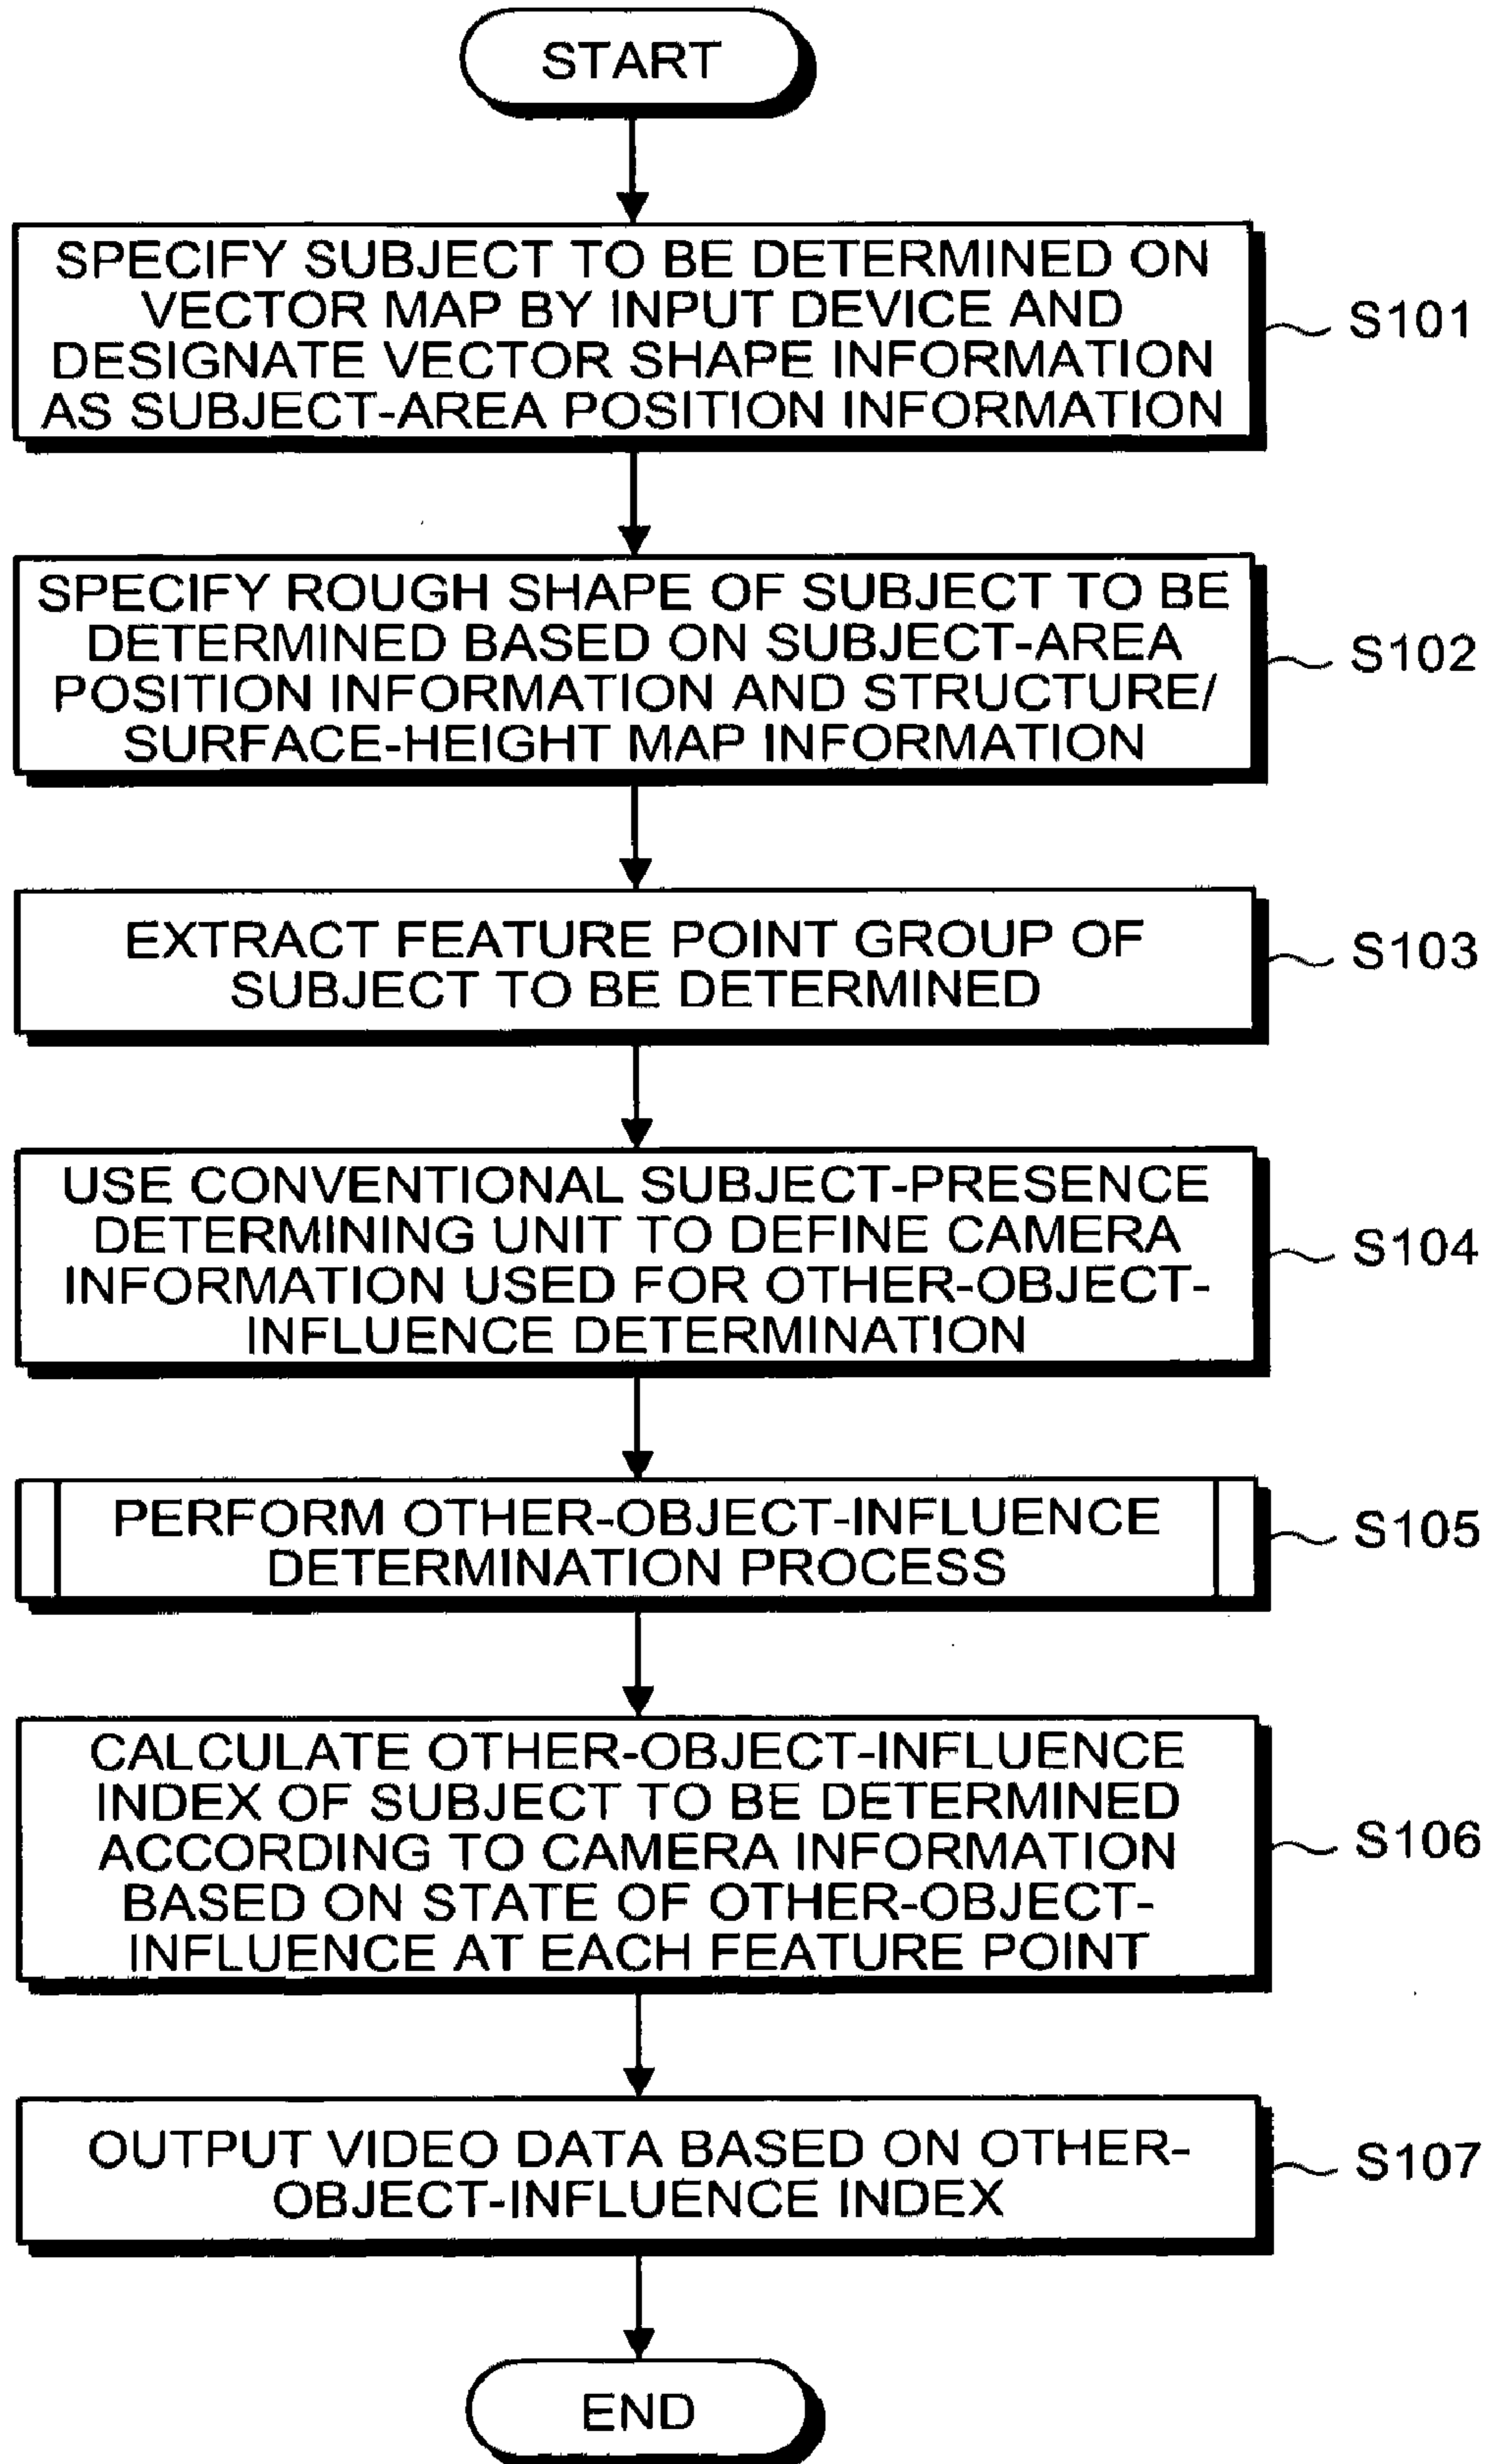 START
SPECIFY SUBJECT TO BE DETERMINED ON
VECTOR MAP BY INPUT DEVICE AND
DESIGNATE VECTOR SHAPE INFORMATION
AS SUBJECT-AREA POSITION INFORMATION
S101
SPECIFY ROUGH SHAPE OF SUBJECT TO BE
DETERMINED BASED ON SUBJECT-AREA
POSITION INFORMATION AND STRUCTURE/
SURFACE-HEIGHT MAP INFORMATION
S102
EXTRACT FEATURE POINT GROUP OF
SUBJECT TO BE DETERMINED
S103
USE CONVENTIONAL SUBJECT-PRESENCE
DETERMINING UNIT TO DEFINE CAMERA
INFORMATION USED FOR OTHER-OBJECT-
INFLUENCE DETERMINATION
S104
PERFORM OTHER-OBJECT-INFLUENCE
DETERMINATION PROCESS
S105
CALCULATE OTHER-OBJECT-INFLUENCE
INDEX OF SUBJECT TO BE DETERMINED
ACCORDING TO CAMERA INFORMATION
BASED ON STATE OF OTHER-OBJECT-
INFLUENCE AT EACH FEATURE POINT
S106
OUTPUT VIDEO DATA BASED ON OTHER-
OBJECT-INFLUENCE INDEX
S107
END